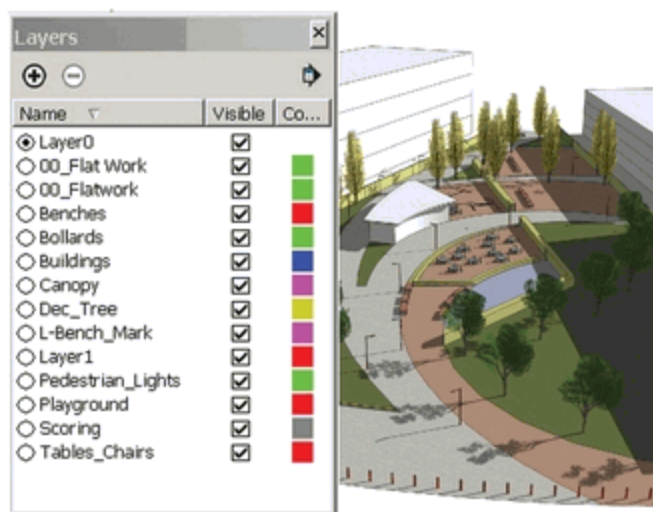 Layers
Name Visible Co...
Layer0
00_Flat Work
00_Flatwork
Benches
Bollards
Buildings
Canopy
Dec_Tree
L-Bench_Mark
Layer1
Pedestrian_Lights
Playground
Scoring
Tables_Chairs